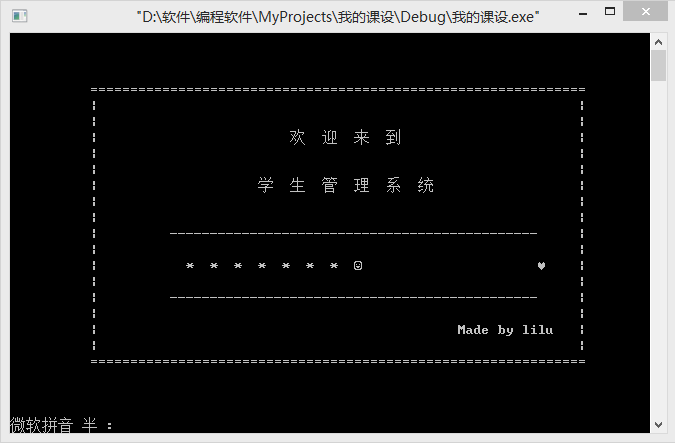 "D:\软件\编程软件\MyProjects\我的课设\Debug\我的课设.exe"
欢 迎 来 到
学 生 管 理 系 统
* * * * * * * ☺ ♥
Made by lilu
微软拼音 半 :